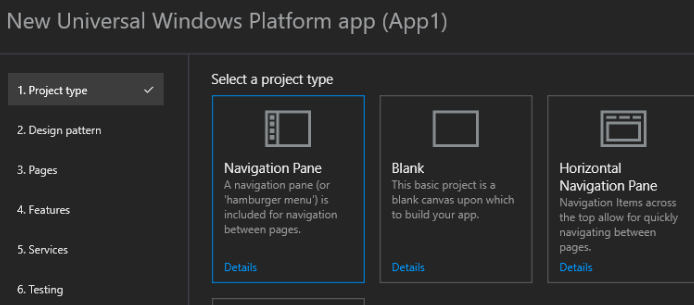 New Universal Windows Platform app (App1)
1. Project type
2. Design pattern
3. Pages
4. Features
5. Services
6. Testing
Select a project type
Navigation Pane
A navigation pane (or
'hamburger menu') is
included for navigation
between pages.
Details
Blank
This basic project is a
blank canvas upon which
to build your app.
Details
Horizontal
Navigation Pane
Navigation Items across
the top allow for quickly
navigating between
pages.
Details